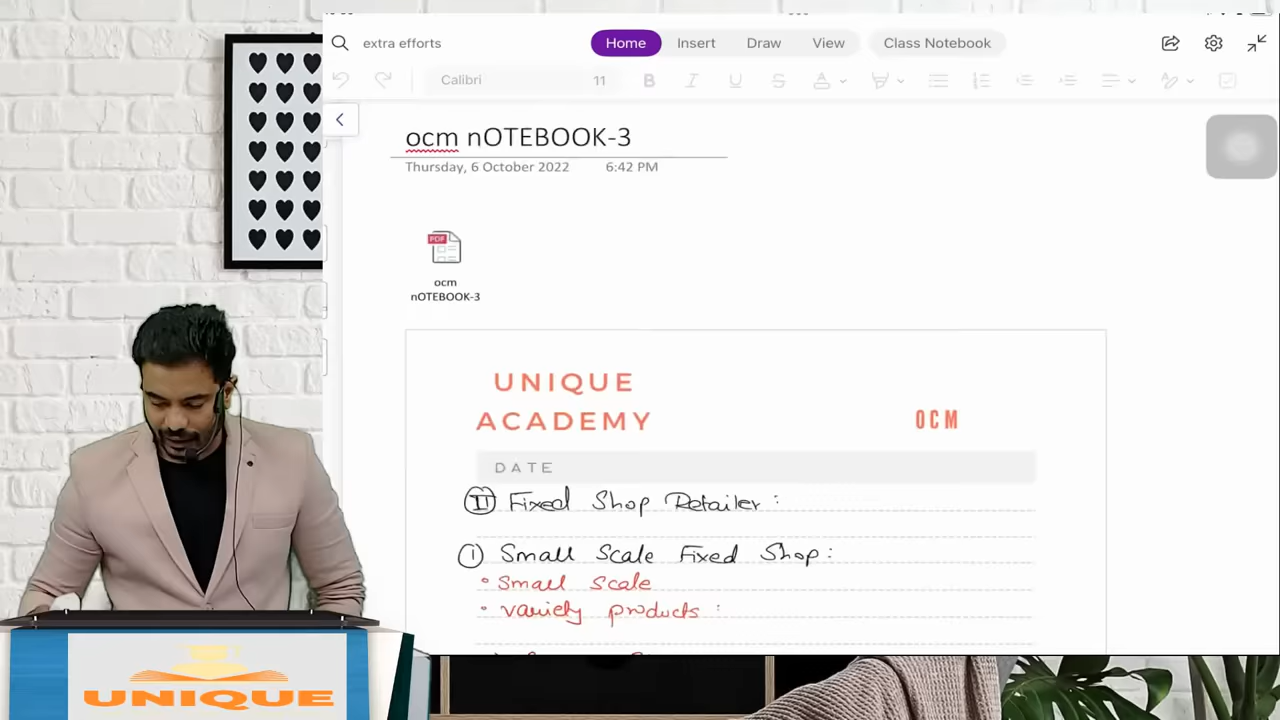 extra efforts
Home Insert Draw View Class Notebook
Calibri 11 B I U S A
ocm nOTEBOOK-3
Thursday, 6 October 2022 6:42 PM
PDF
ocm
nOTEBOOK-3
UNIQUE
ACADEMY
OCM
DATE
II Fixed Shop Retailer :
1 Small Scale Fixed Shop :
• Small Scale
• variety products :
UNIQUE